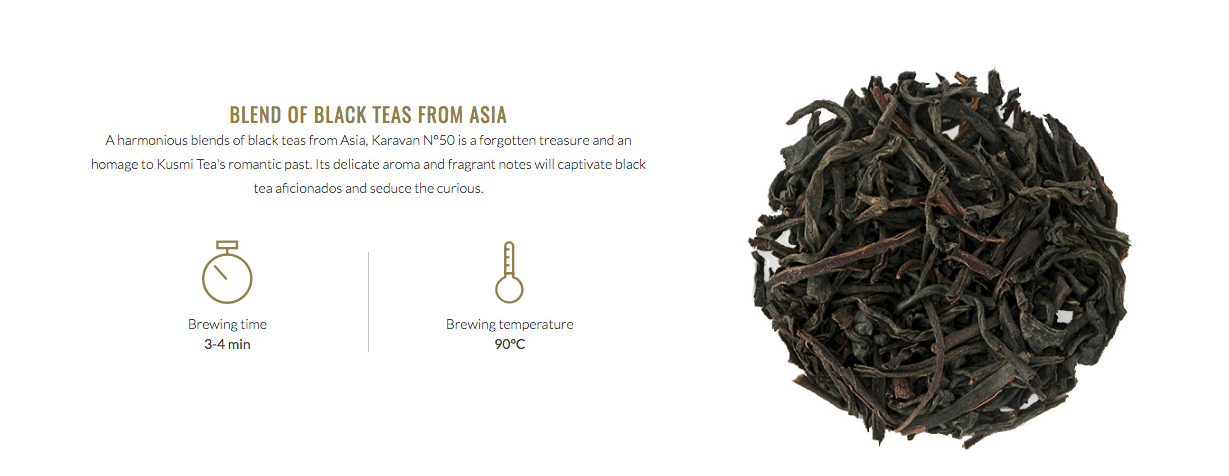 BLEND OF BLACK TEAS FROM ASIA
A harmonious blends of black teas from Asia, Karavan N°50 is a forgotten treasure and an
homage to Kusmi Tea's romantic past. Its delicate aroma and fragrant notes will captivate black
tea aficionados and seduce the curious.
Brewing time
3-4 min
Brewing temperature
90°C